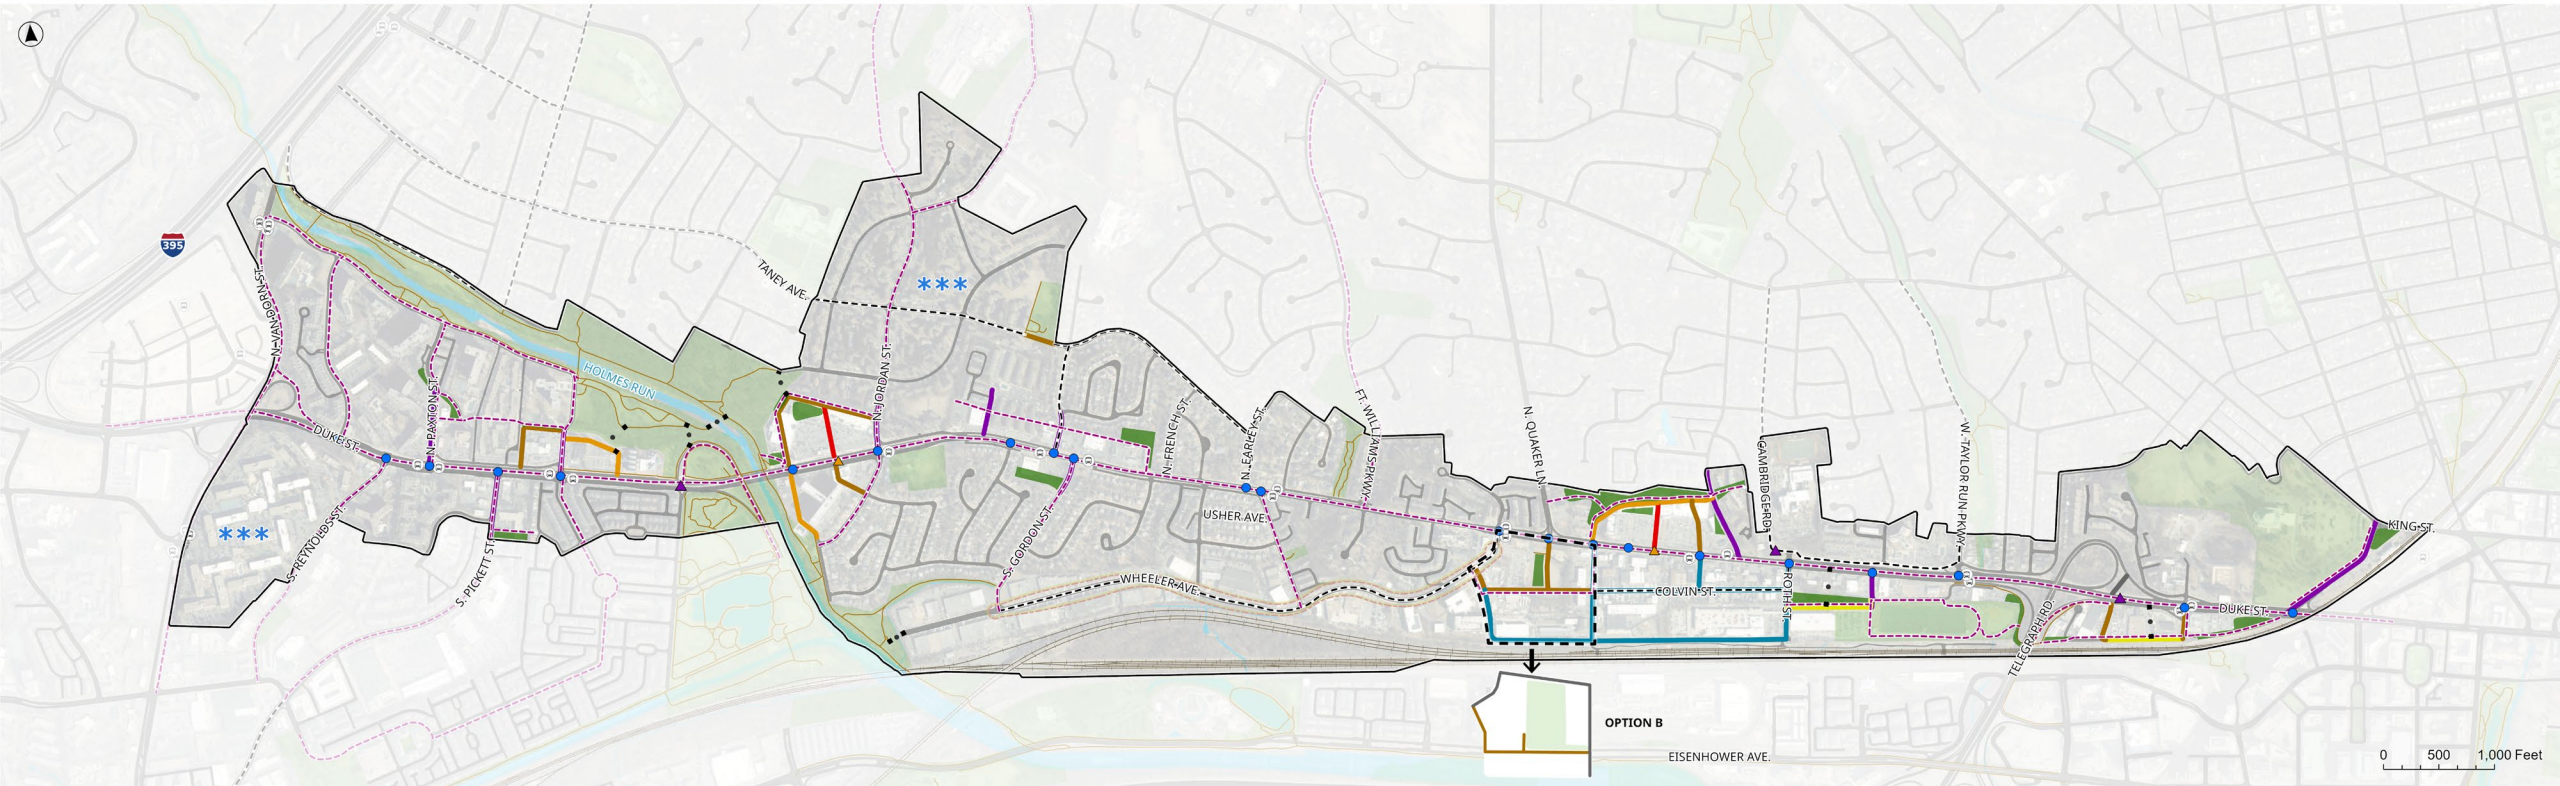 395
TANEY AVE.
***
N. VAN DORN ST.
HOLMES RUN
N. JORDAN ST.
N. PAXTON ST.
DUKE ST.
N. FRENCH ST.
N. EARLEY ST.
FT. WILLIAMS PKWY.
N. QUAKER LN.
CAMBRIDGE RD.
W. TAYLOR RUN PKWY.
USHER AVE.
KING ST.
***
S. REYNOLDS ST.
S. PICKETT ST.
S. GORDON ST.
WHEELER AVE.
COLVIN ST.
ROTH ST.
TELEGRAPH RD
DUKE ST.
OPTION B
EISENHOWER AVE.
0 500 1,000 Feet